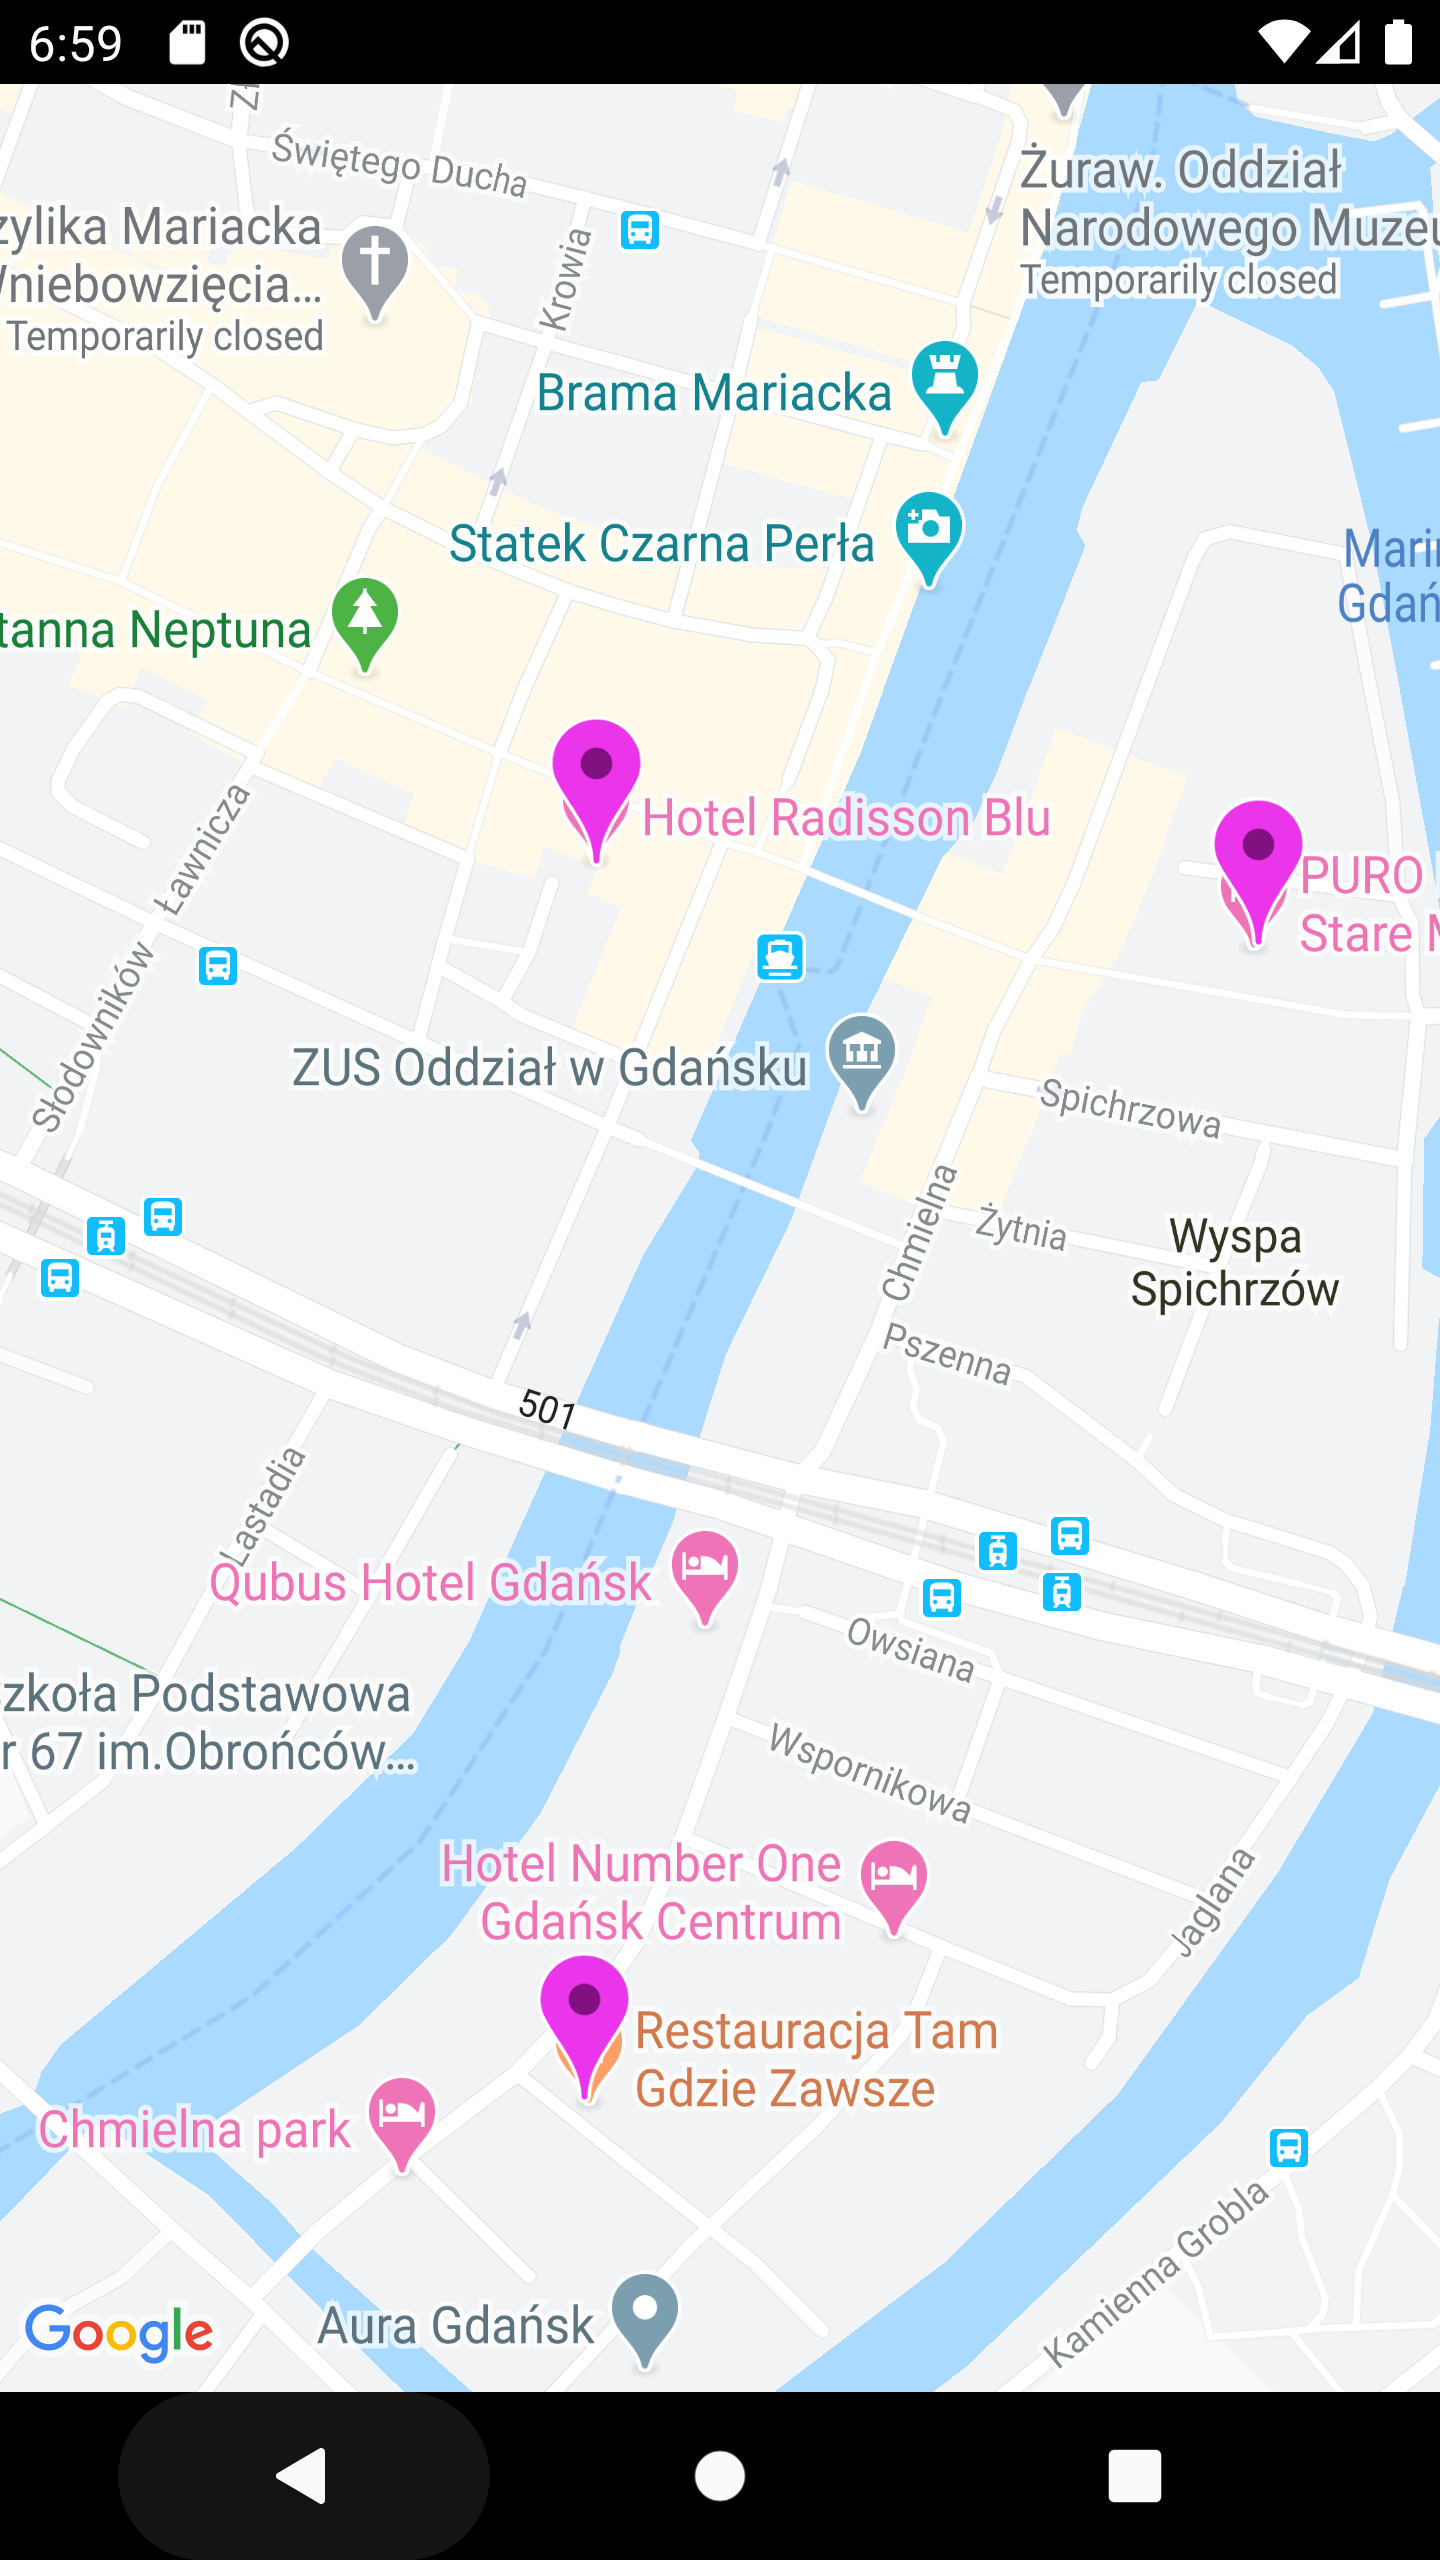 6:59
Świętego Ducha
Żuraw. Oddział
Narodowego Muzeu
Temporarily closed
zylika Mariacka
niebowzięcia...
Temporarily closed
Krowia
Brama Mariacka
Statek Czarna Perła
Marin
Gdań
tanna Neptuna
Hotel Radisson Blu
PURO
Stare M
Ławnicza
Słodowników
ZUS Oddział w Gdańsku
Spichrzowa
Chmielna
Żytnia
Wyspa
Spichrzów
Pszenna
501
Lastadia
Qubus Hotel Gdańsk
Owsiana
zkoła Podstawowa
r 67 im.Obrońców...
Wspornikowa
Hotel Number One
Gdańsk Centrum
Jaglana
Restauracja Tam
Gdzie Zawsze
Chmielna park
Kamienna Grobla
Aura Gdańsk
Google